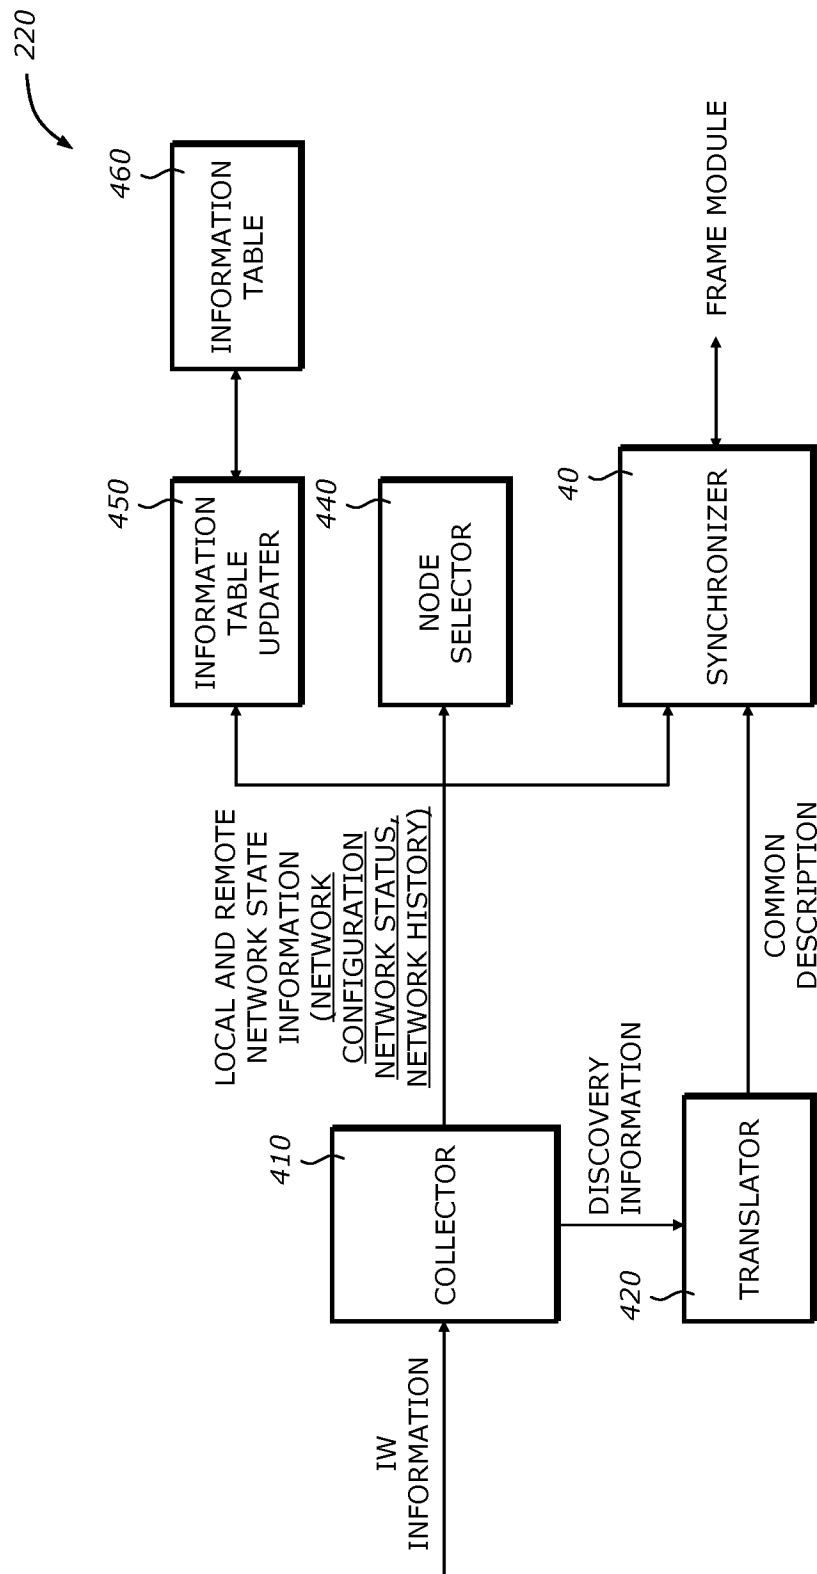 220
IW
INFORMATION
410
COLLECTOR
LOCAL AND REMOTE
NETWORK STATE
INFORMATION
(NETWORK
CONFIGURATION
NETWORK STATUS,
NETWORK HISTORY)
DISCOVERY
INFORMATION
420
TRANSLATOR
COMMON
DESCRIPTION
450
INFORMATION
TABLE
UPDATER
460
INFORMATION
TABLE
440
NODE
SELECTOR
40
SYNCHRONIZER
FRAME MODULE